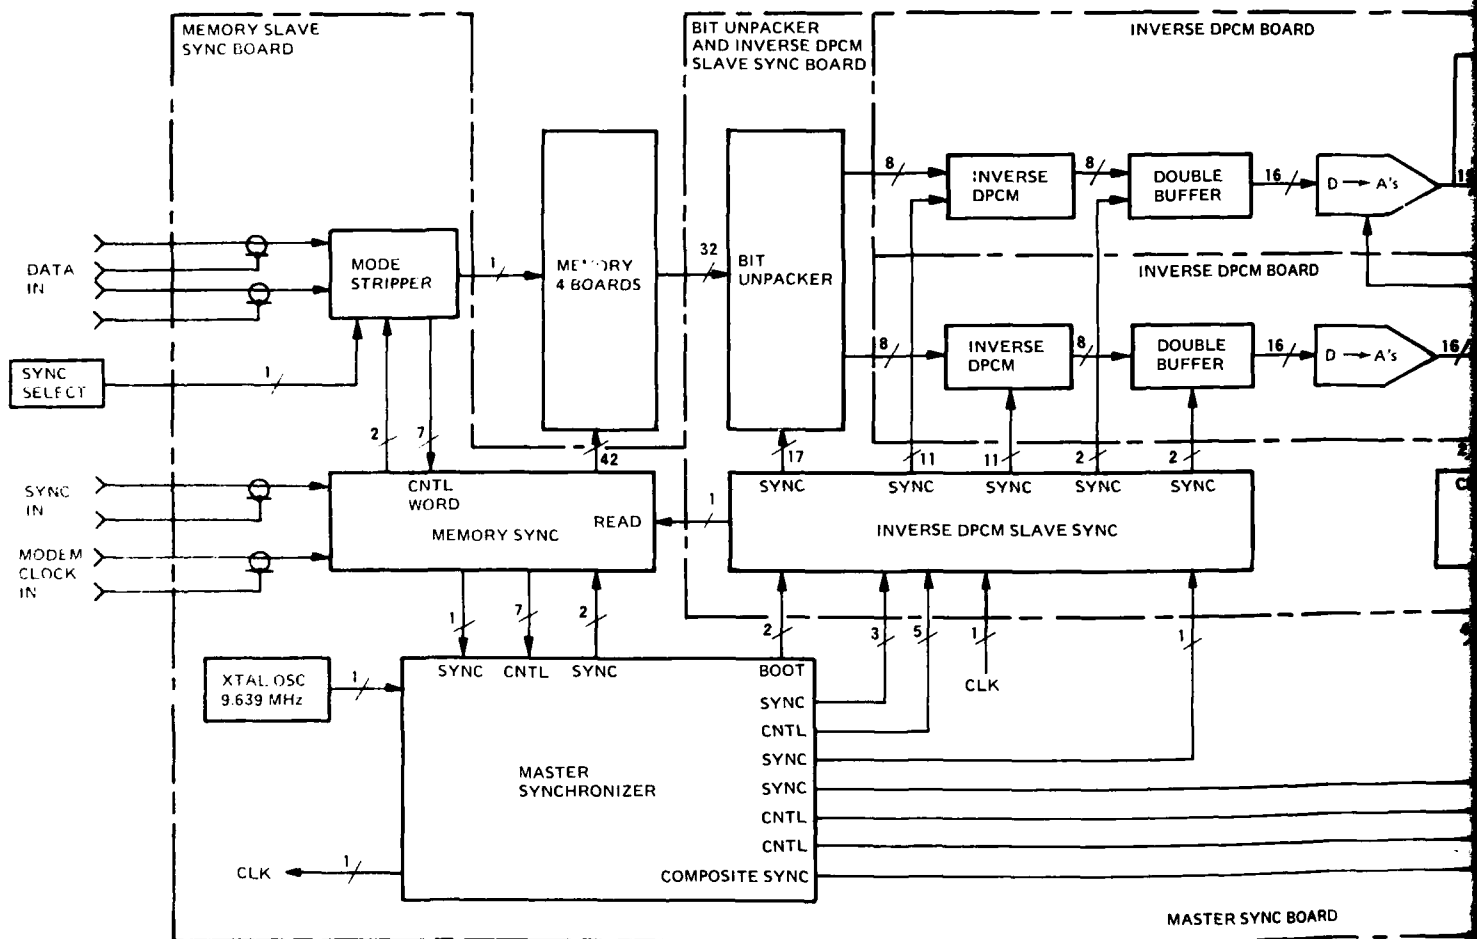 MEMORY SLAVE
SYNC BOARD
BIT UNPACKER
AND INVERSE DPCM
SLAVE SYNC BOARD
INVERSE DPCM BOARD
DATA
IN
MODE
STRIPPER
1
MEMORY
4 BOARDS
32
BIT
UNPACKER
8
INVERSE
DPCM
8
DOUBLE
BUFFER
16
D → A's
INVERSE DPCM BOARD
8
INVERSE
DPCM
8
DOUBLE
BUFFER
16
D → A's
16
SYNC
SELECT
1
2
7
42
17
11
11
2
2
SYNC
IN
MODEM
CLOCK
IN
CNTL
WORD
READ
MEMORY SYNC
1
SYNC
SYNC
SYNC
SYNC
SYNC
INVERSE DPCM SLAVE SYNC
1
7
2
2
3
5
1
1
CLK
XTAL OSC
9.639 MHz
1
SYNC
CNTL
SYNC
BOOT
SYNC
CNTL
SYNC
SYNC
CNTL
CNTL
COMPOSITE SYNC
MASTER
SYNCHRONIZER
CLK
1
MASTER SYNC BOARD